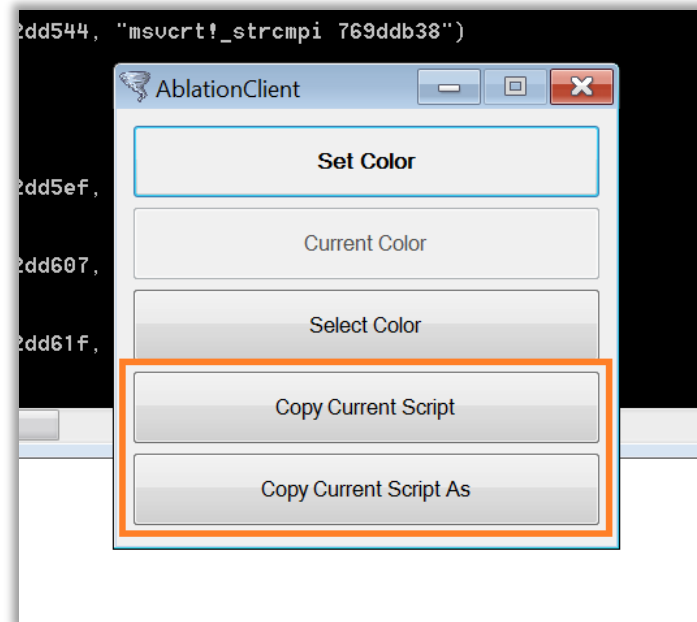 2dd544, "msvcrt!_strcmpi 769ddb38")
AblationClient
Set Color
2dd5ef,
Current Color
2dd607,
Select Color
2dd61f,
Copy Current Script
Copy Current Script As